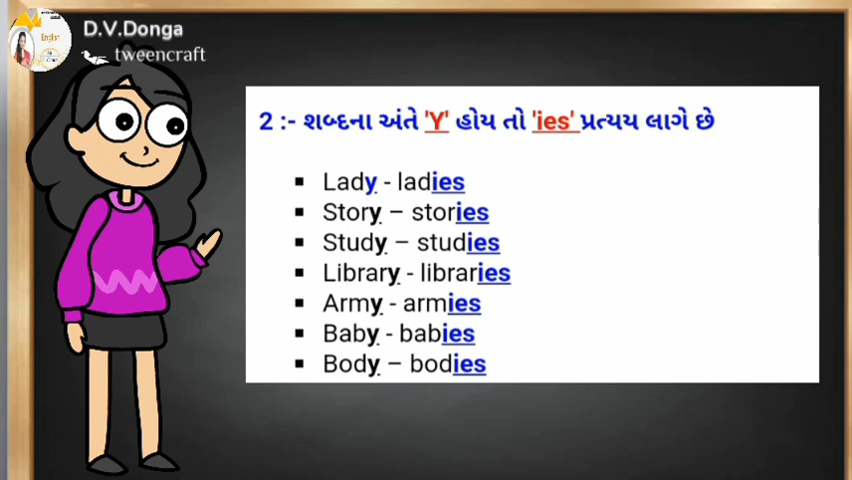 D.V.Donga
tweencraft
English
2 :- શબ્દના અંતે 'Y' હોય તો 'ies' પ્રત્યય લાગે છે
▪ Lady - ladies
▪ Story – stories
▪ Study – studies
▪ Library - libraries
▪ Army - armies
▪ Baby - babies
▪ Body – bodies